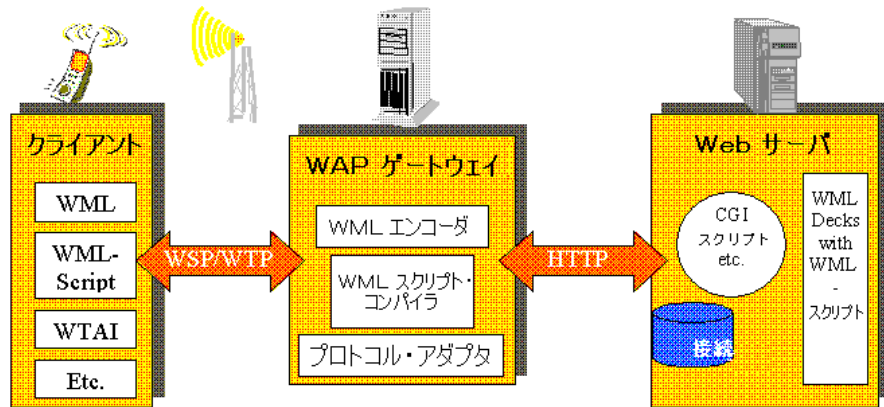 クライアント
WML
WML-
Script
WTAI
Etc.
WSP/WTP
WAP ゲートウェイ
WML エンコーダ
WML スクリプト・
コンパイラ
プロトコル・アダプタ
HTTP
Web サーバ
CGI
スクリプト
etc.
接続
WML
Decks
with
WML
-
スクリプト